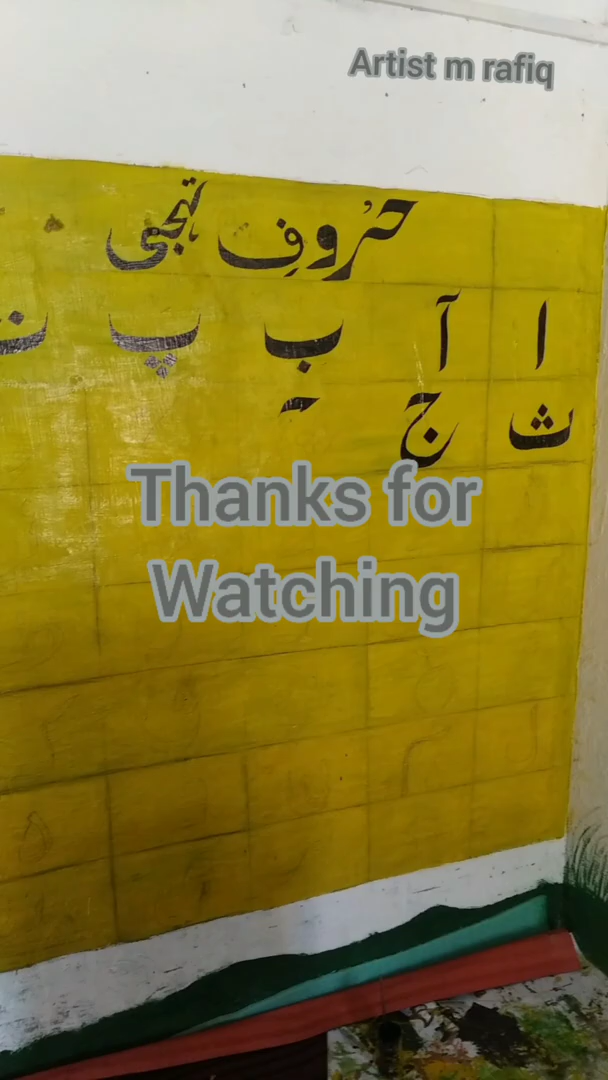 Artist m rafiq
حروفِ تہجی
ا آ ب پ ت
ث ج
Thanks for
Watching